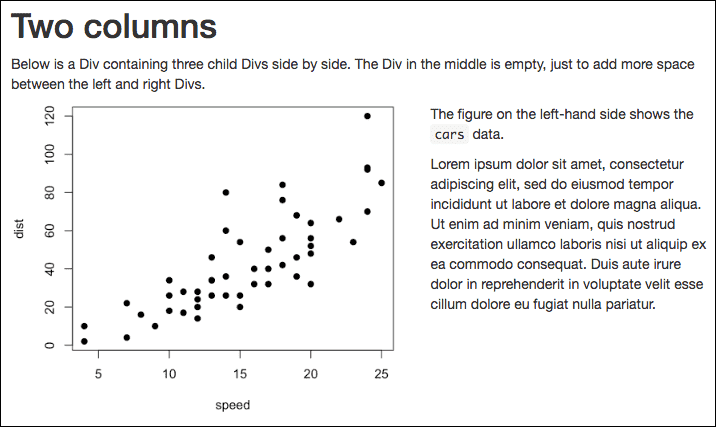 Two columns
Below is a Div containing three child Divs side by side. The Div in the middle is empty, just to add more space
between the left and right Divs.
120
100
80
60
40
20
0
dist
5 10 15 20 25
speed
The figure on the left-hand side shows the
cars data.
Lorem ipsum dolor sit amet, consectetur
adipiscing elit, sed do eiusmod tempor
incididunt ut labore et dolore magna aliqua.
Ut enim ad minim veniam, quis nostrud
exercitation ullamco laboris nisi ut aliquip ex
ea commodo consequat. Duis aute irure
dolor in reprehenderit in voluptate velit esse
cillum dolore eu fugiat nulla pariatur.